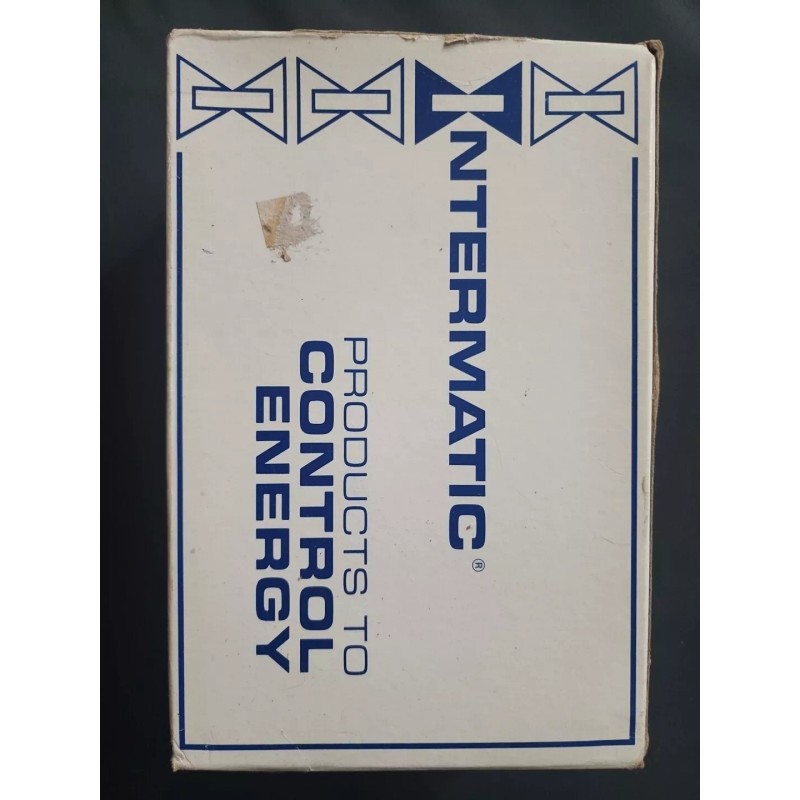 INTERMATIC®
PRODUCTS TO
CONTROL
ENERGY